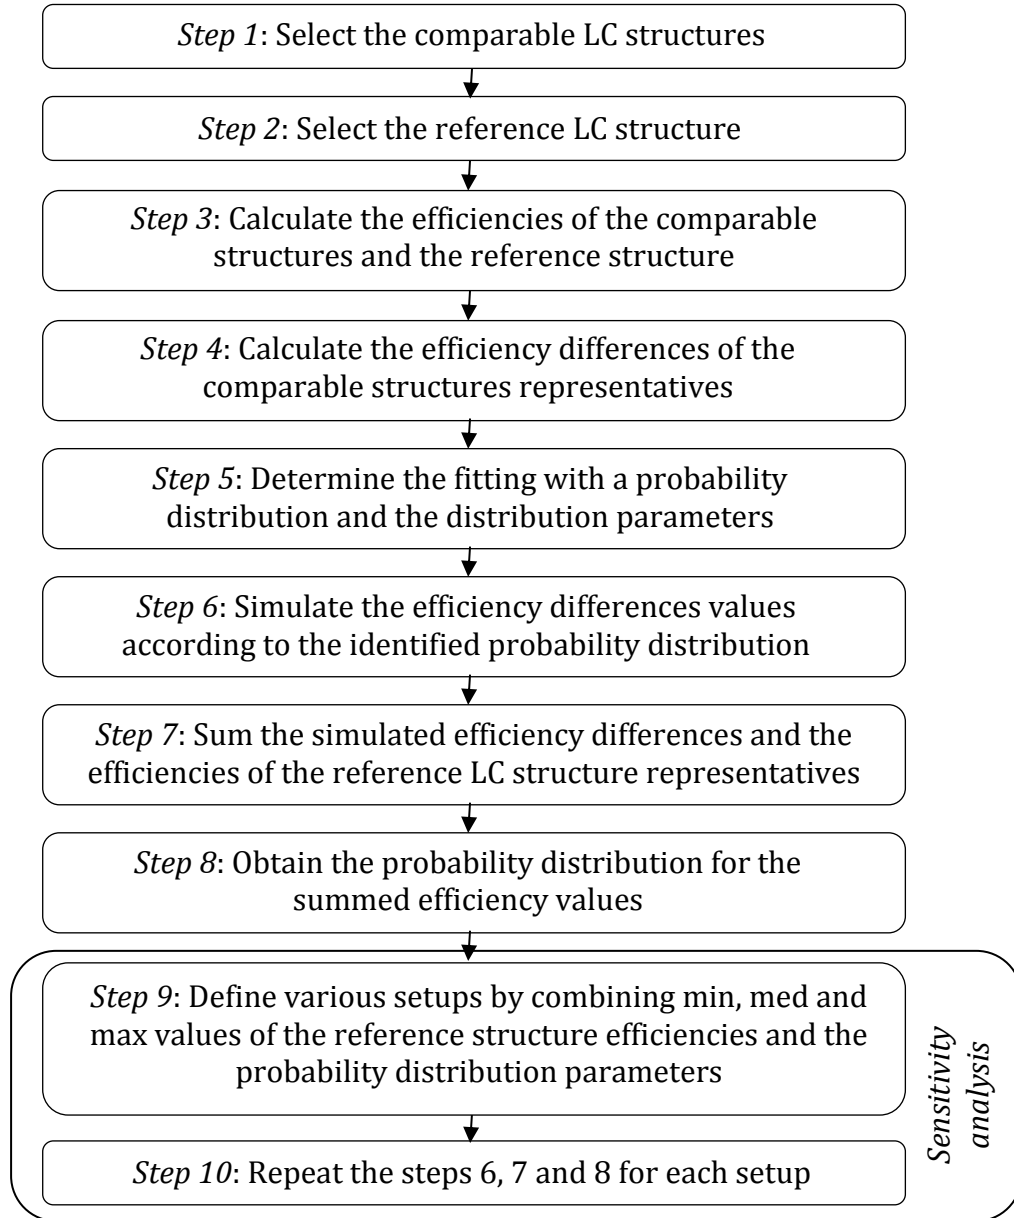 Step 1: Select the comparable LC structures
Step 2: Select the reference LC structure
Step 3: Calculate the efficiencies of the comparable
structures and the reference structure
Step 4: Calculate the efficiency differences of the
comparable structures representatives
Step 5: Determine the fitting with a probability
distribution and the distribution parameters
Step 6: Simulate the efficiency differences values
according to the identified probability distribution
Step 7: Sum the simulated efficiency differences and the
efficiencies of the reference LC structure representatives
Step 8: Obtain the probability distribution for the
summed efficiency values
Step 9: Define various setups by combining min, med and
max values of the reference structure efficiencies and the
probability distribution parameters
Step 10: Repeat the steps 6, 7 and 8 for each setup
Sensitivity
analysis